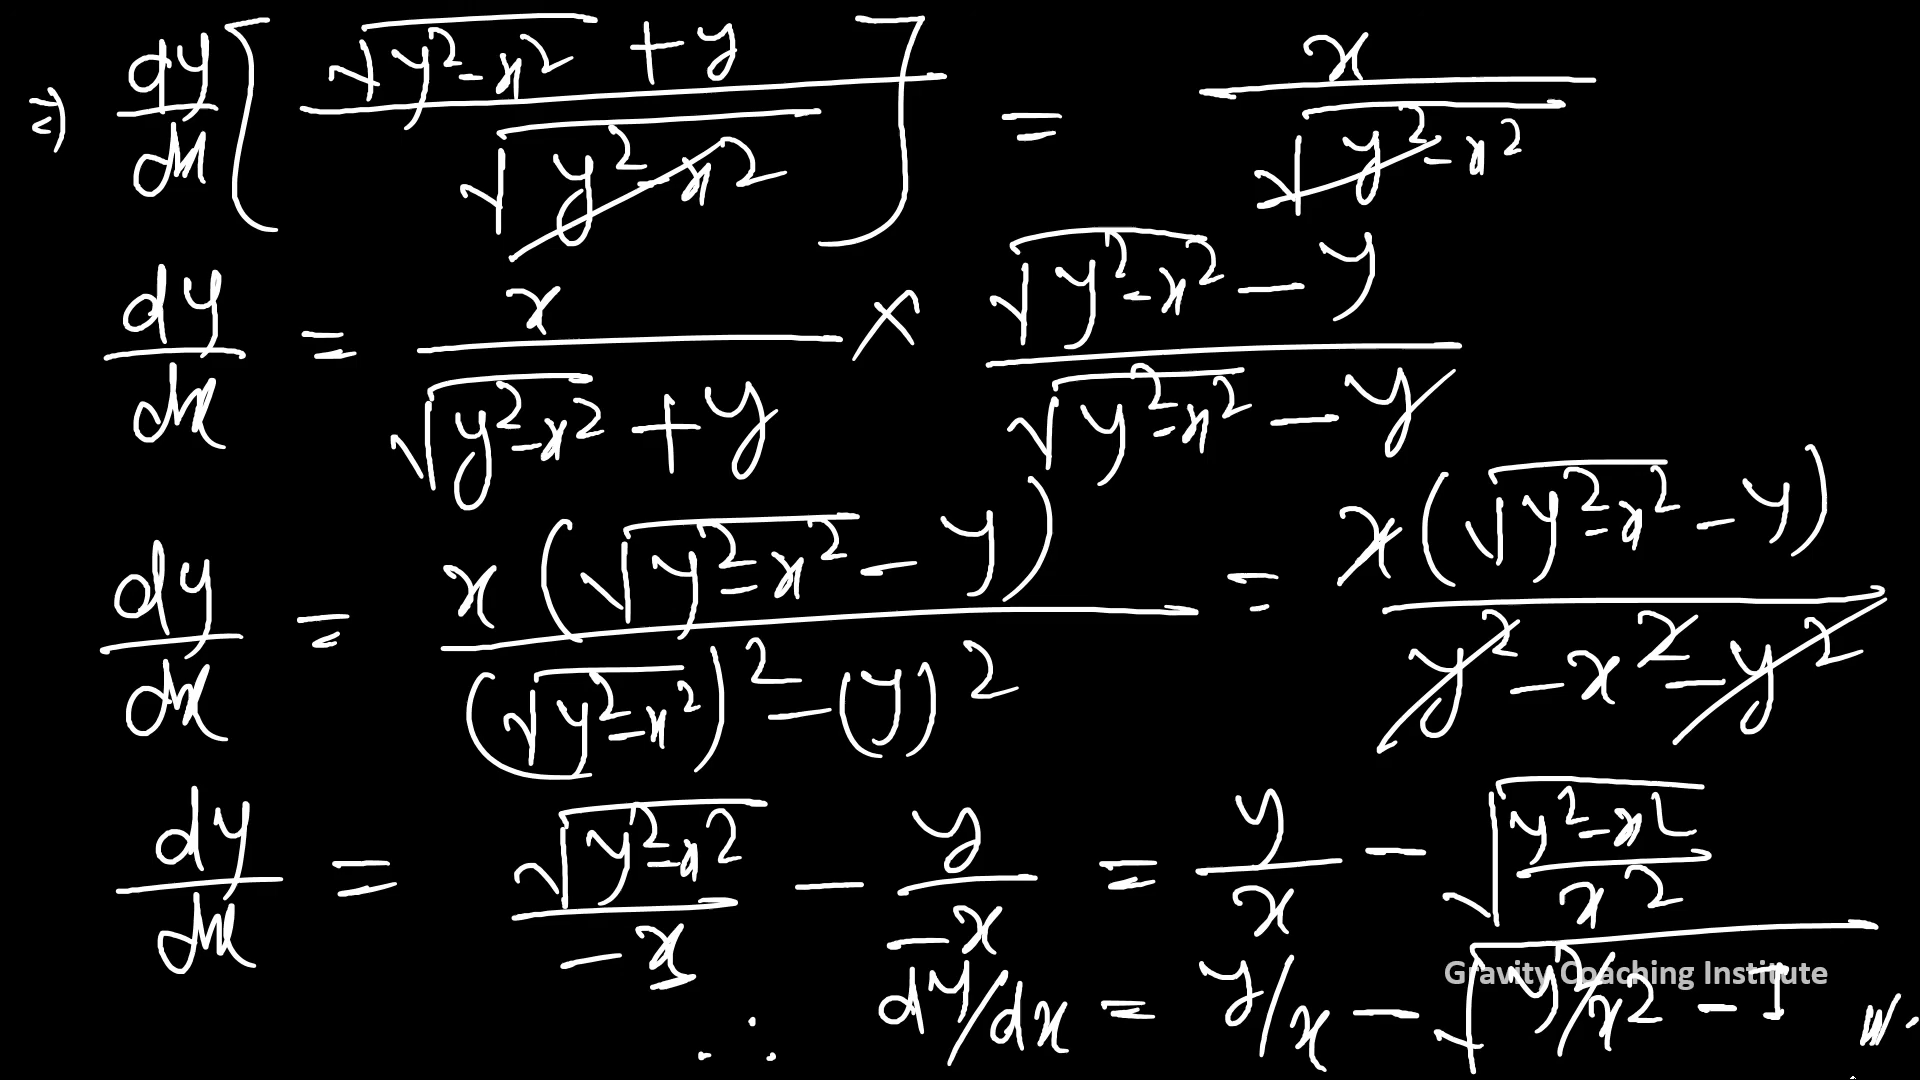 ⇒) dy/dx [ (√(y²-x²) + y) / √(y²-x²) ] = x / √(y²-x²)
dy/dx = x / (√(y²-x²) + y) × (√(y²-x²) - y) / (√(y²-x²) - y)
dy/dx = x(√(y²-x²) - y) / ((√(y²-x²))² - (y)²) = x(√(y²-x²) - y) / (y² - x² - y²)
dy/dx = √(y²-x²) / -x - y / -x = y/x - √((y²-x²)/x²)
∴ dy/dx = y/x - √(y²/x² - 1)
Gravity Coaching Institute